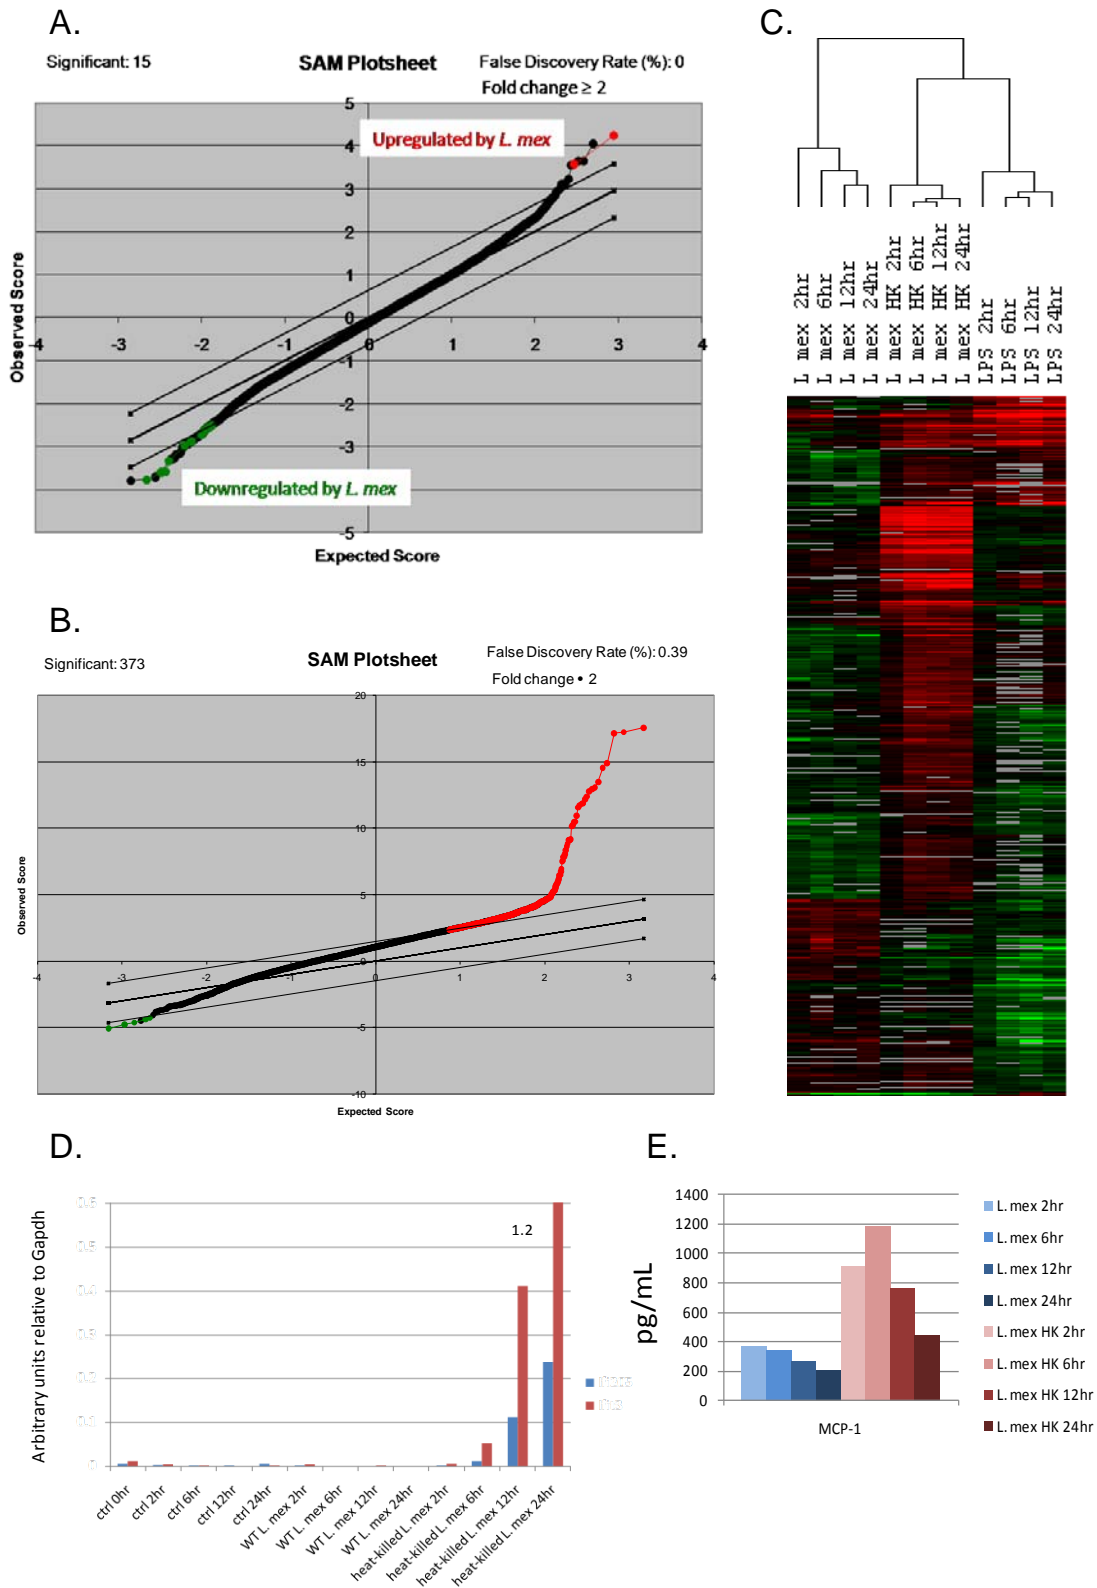 A.
Significant: 15
SAM Plotsheet
False Discovery Rate (%): 0
Fold change ≥ 2
5
4
3
2
1
0
-1
-2
-3
-5
-4
-3
-2
-1
0
1
2
3
4
Upregulated by L. mex
Downregulated by L. mex
Observed Score
Expected Score
B.
Significant: 373
SAM Plotsheet
False Discovery Rate (%): 0.39
Fold change • 2
20
15
10
5
0
-5
-10
-4
-3
-2
-1
0
1
2
3
4
Observed Score
Expected Score
C.
L mex 2hr
L mex 6hr
L mex 12hr
L mex 24hr
L mex HK 2hr
L mex HK 6hr
L mex HK 12hr
L mex HK 24hr
LPS 2hr
LPS 6hr
LPS 12hr
LPS 24hr
D.
Arbitrary units relative to Gapdh
1.2
ctrl 0hr
ctrl 2hr
ctrl 6hr
ctrl 12hr
ctrl 24hr
WT L. mex 2hr
WT L. mex 6hr
WT L. mex 12hr
WT L. mex 24hr
heat-killed L. mex 2hr
heat-killed L. mex 6hr
heat-killed L. mex 12hr
heat-killed L. mex 24hr
E.
pg/mL
1400
1200
1000
800
600
400
200
0
MCP-1
L. mex 2hr
L. mex 6hr
L. mex 12hr
L. mex 24hr
L. mex HK 2hr
L. mex HK 6hr
L. mex HK 12hr
L. mex HK 24hr